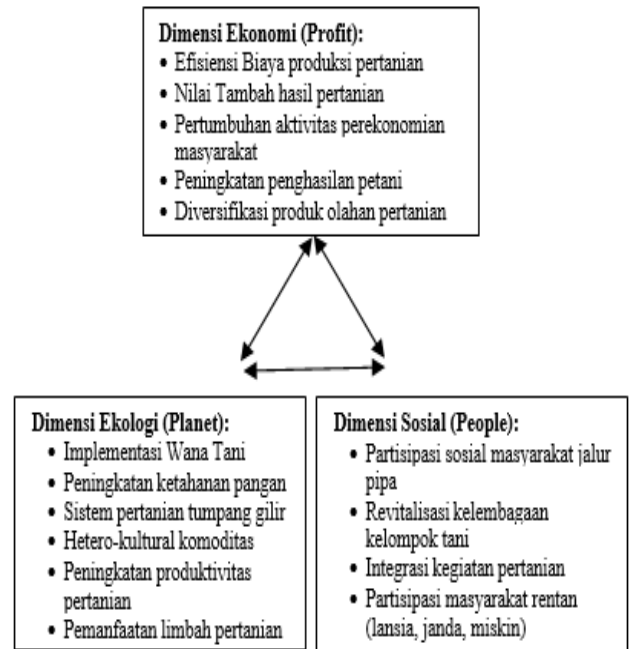 Dimensi Ekonomi (Profit):
• Efisiensi Biaya produksi pertanian
• Nilai Tambah hasil pertanian
• Pertumbuhan aktivitas perekonomian
masyarakat
• Peningkatan penghasilan petani
• Diversifikasi produk olahan pertanian
Dimensi Ekologi (Planet):
• Implementasi Wana Tani
• Peningkatan ketahanan pangan
• Sistem pertanian tumpang gilir
• Hetero-kultural komoditas
• Peningkatan produktivitas
pertanian
• Pemanfaatan limbah pertanian
Dimensi Sosial (People):
• Partisipasi sosial masyarakat jalur
pipa
• Revitalisasi kelembagaan
kelompok tani
• Integrasi kegiatan pertanian
• Partisipasi masyarakat rentan
(lansia, janda, miskin)